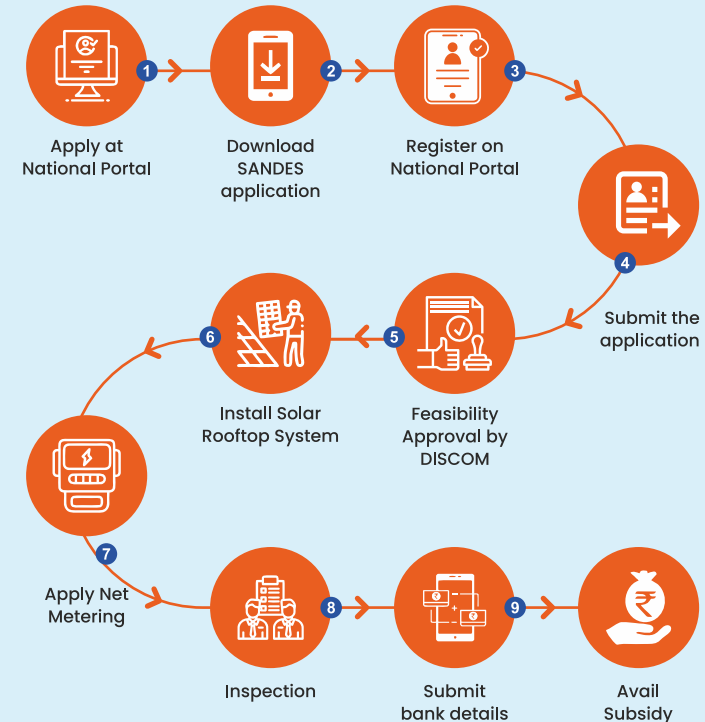 1
Apply at
National Portal
2
Download
SANDES
application
3
Register on
National Portal
4
Submit the
application
5
Feasibility
Approval by
DISCOM
6
Install Solar
Rooftop System
7
Apply Net
Metering
8
Inspection
9
Submit
bank details
₹
Avail
Subsidy